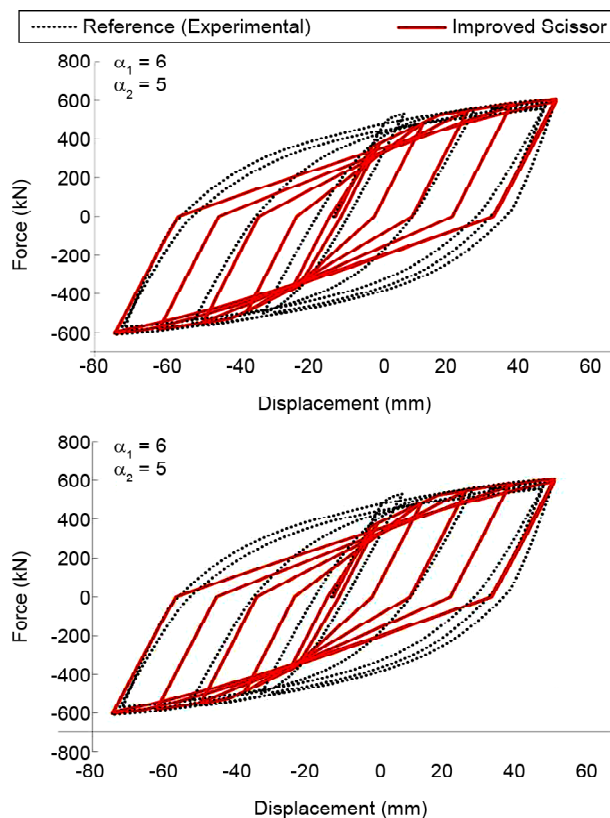 Reference (Experimental) Improved Scissor
800
600
400
200
0
-200
-400
-600
α1 = 6
α2 = 5
Force (kN)
-80 -60 -40 -20 0 20 40 60
Displacement (mm)
800
600
400
200
0
-200
-400
-600
-800
α1 = 6
α2 = 5
Force (kN)
-80 -60 -40 -20 0 20 40 60
Displacement (mm)